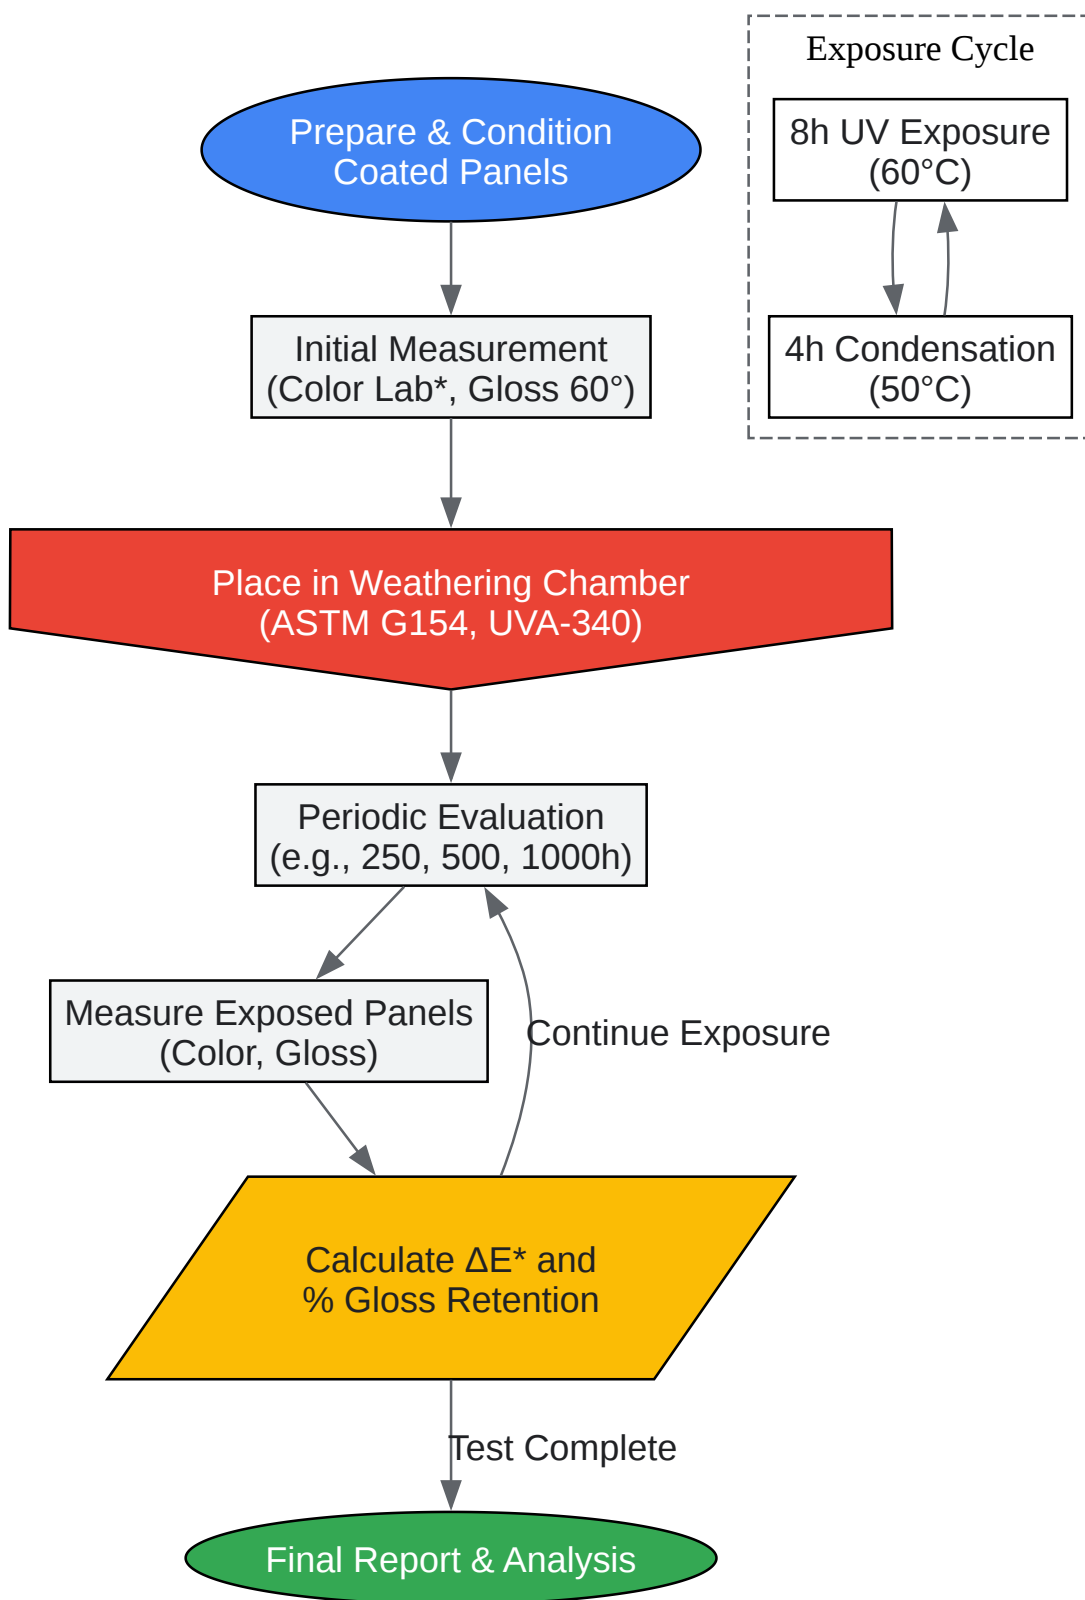 Exposure Cycle
8h UV Exposure
(60°C)
4h Condensation
(50°C)
Prepare & Condition
Coated Panels
Initial Measurement
(Color Lab*, Gloss 60°)
Place in Weathering Chamber
(ASTM G154, UVA-340)
Periodic Evaluation
(e.g., 250, 500, 1000h)
Measure Exposed Panels
(Color, Gloss)
Continue Exposure
Calculate ΔE* and
% Gloss Retention
Test Complete
Final Report & Analysis